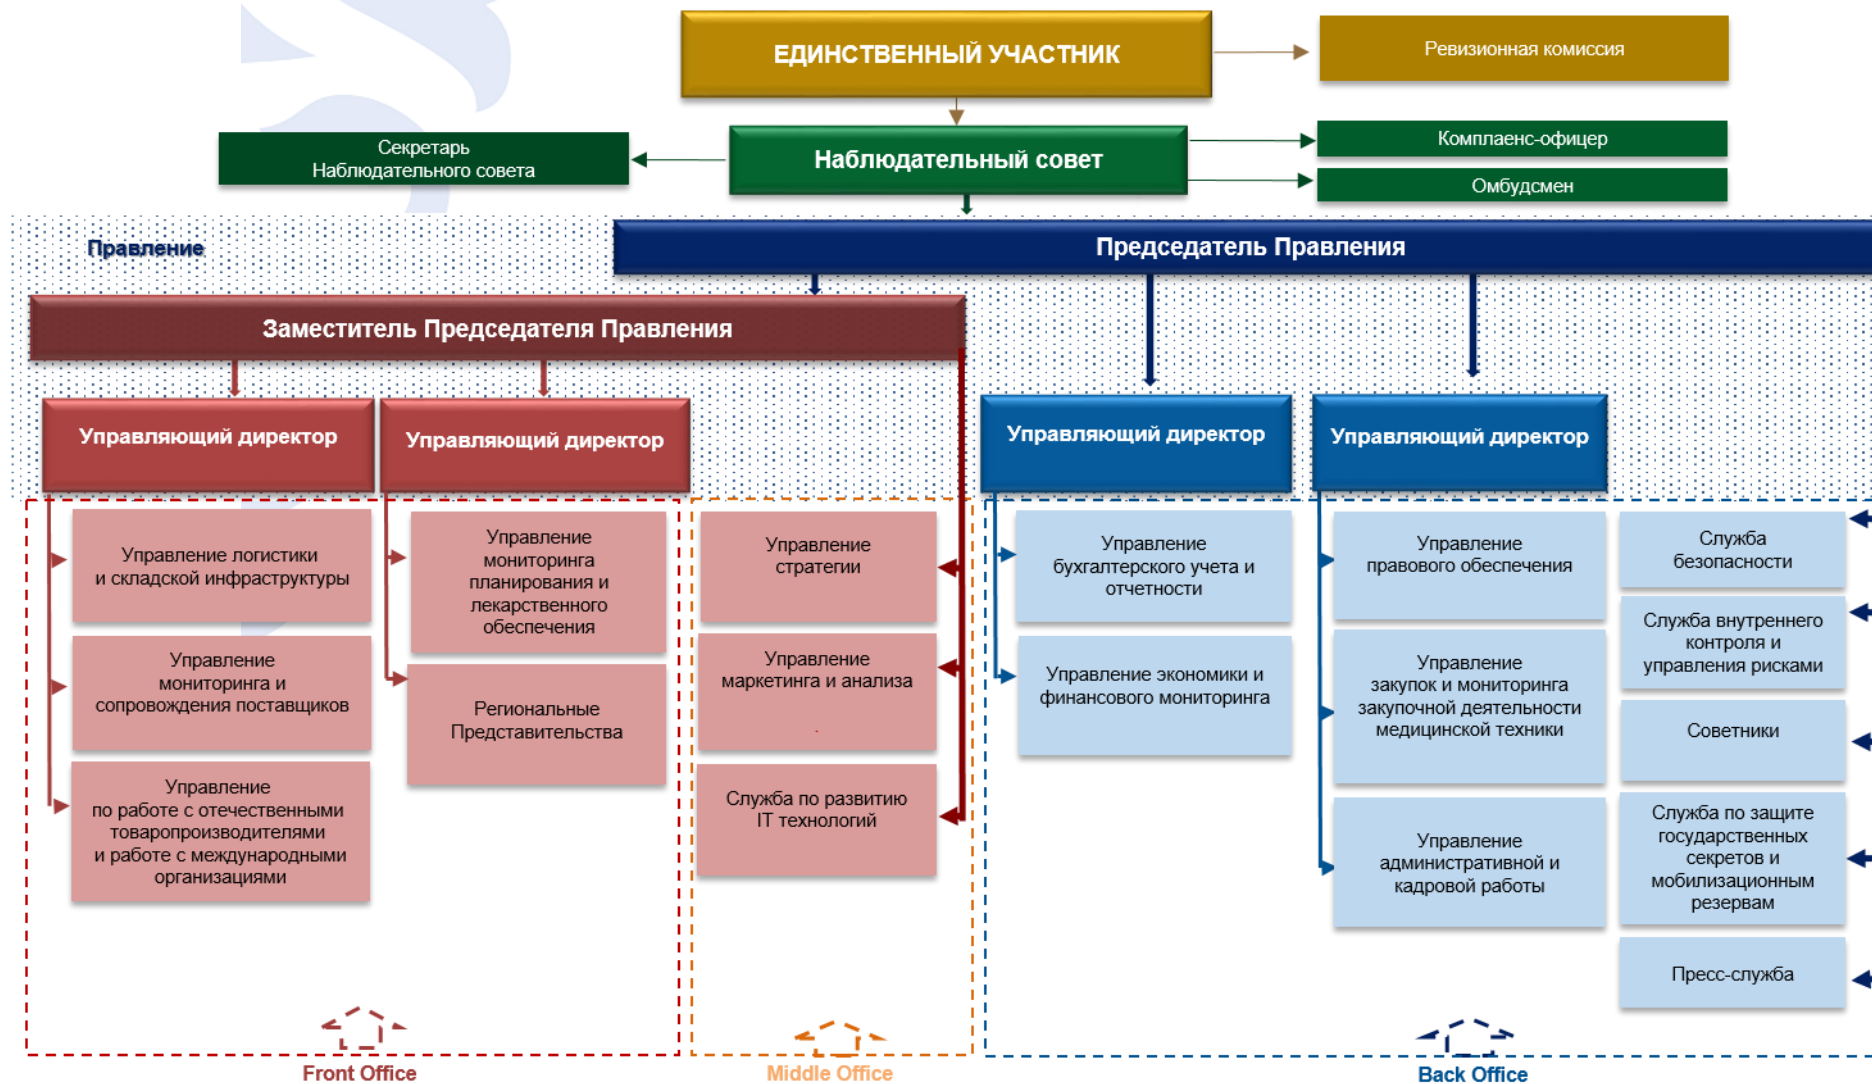 ЕДИНСТВЕННЫЙ УЧАСТНИК
Ревизионная комиссия
Секретарь
Наблюдательного совета
Наблюдательный совет
Комплаенс-офицер
Омбудсмен
Правление
Председатель Правления
Заместитель Председателя Правления
Управляющий директор
Управляющий директор
Управляющий директор
Управляющий директор
Управление логистики
и складской инфраструктуры
Управление
мониторинга и
сопровождения поставщиков
Управление
по работе с отечественными
товаропроизводителями
и работе с международными
организациями
Управление
мониторинга
планирования и
лекарственного
обеспечения
Региональные
Представительства
Управление
стратегии
Управление
маркетинга и анализа
.
Служба по развитию
IT технологий
Управление
бухгалтерского учета и
отчетности
Управление экономики и
финансового мониторинга
Управление
правового обеспечения
Управление
закупок и мониторинга
закупочной деятельности
медицинской техники
Управление
административной и
кадровой работы
Служба
безопасности
Служба внутреннего
контроля и
управления рисками
Советники
Служба по защите
государственных
секретов и
мобилизационным
резервам
Пресс-служба
Front Office
Middle Office
Back Office